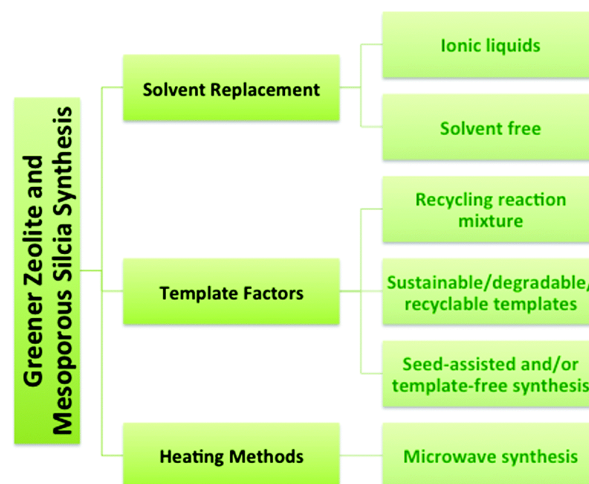 Greener Zeolite and
Mesoporous Silcia Synthesis
Solvent Replacement
Ionic liquids
Solvent free
Template Factors
Recycling reaction
mixture
Sustainable/degradable/
recyclable templates
Seed-assisted and/or
template-free synthesis
Heating Methods
Microwave synthesis